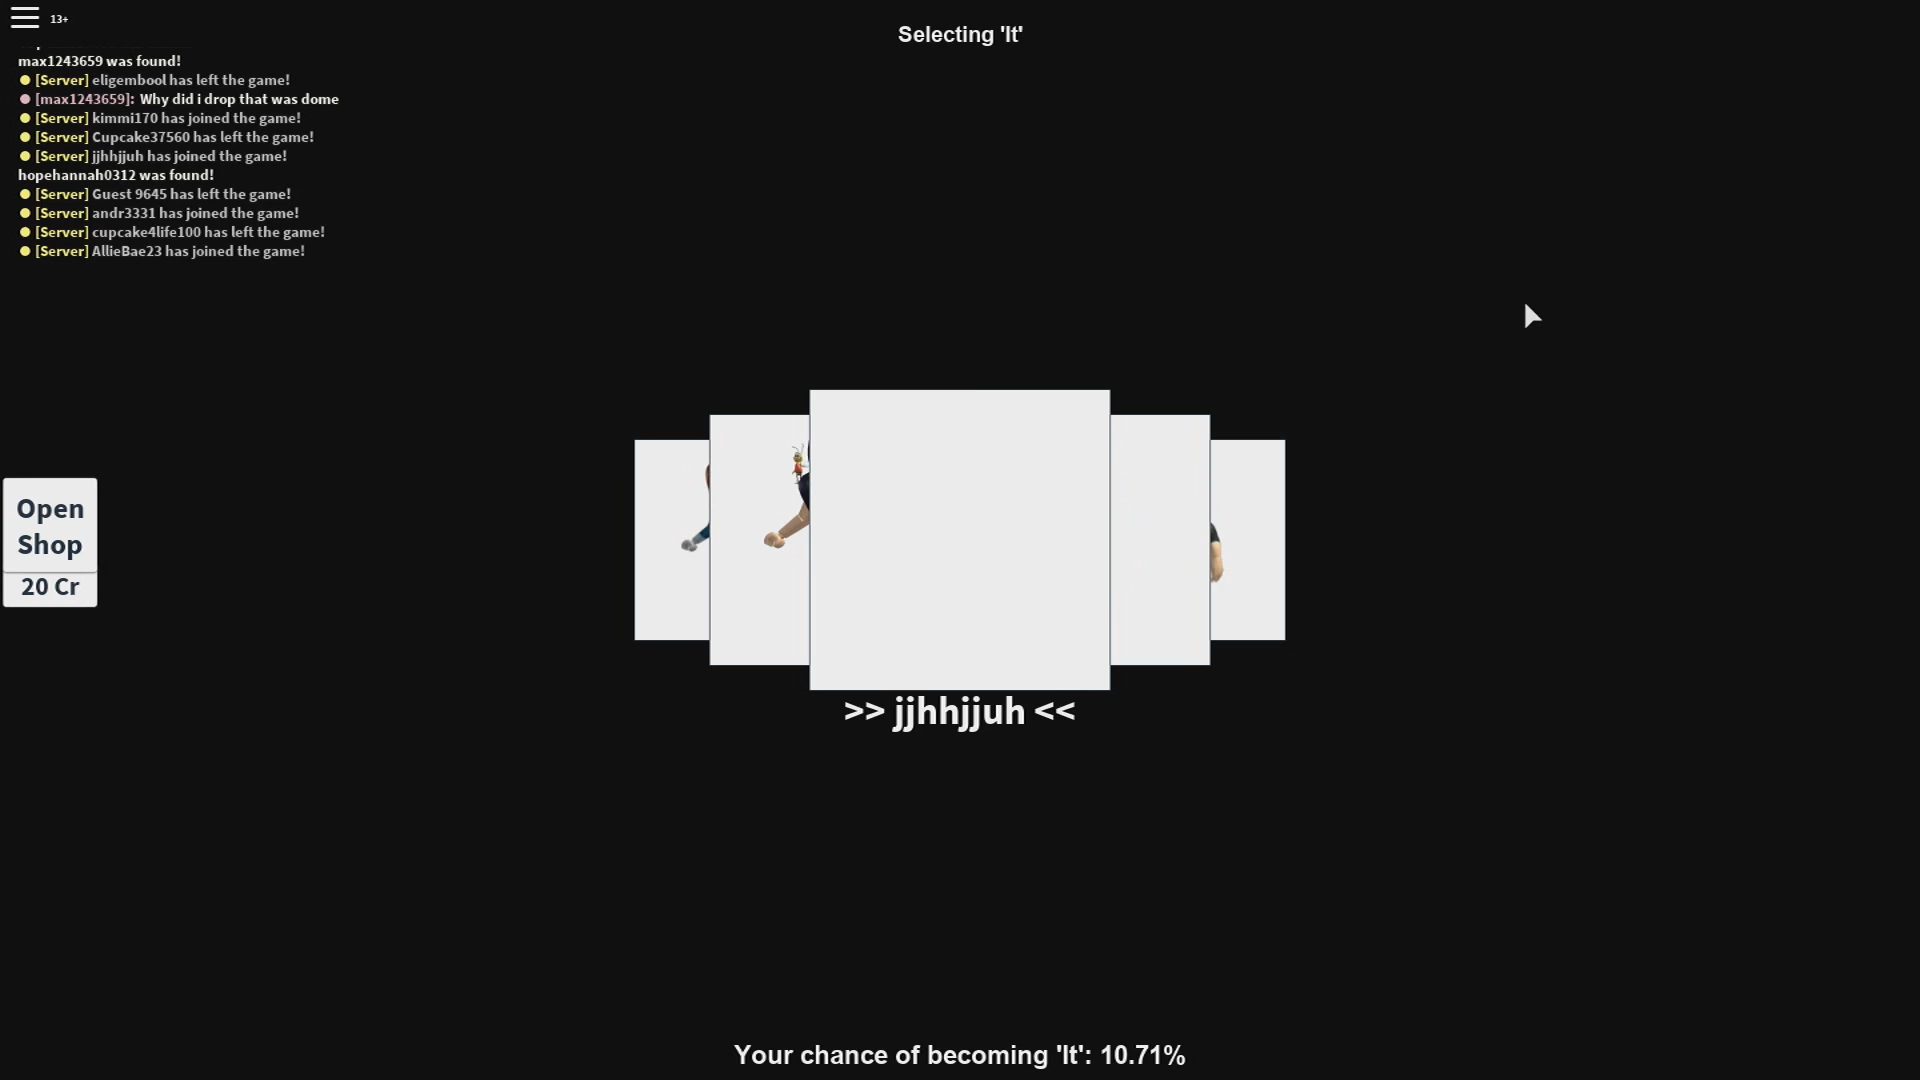 13+
Selecting 'It'
max1243659 was found!
[Server] eligembool has left the game!
[max1243659]: Why did i drop that was dome
[Server] kimmi170 has joined the game!
[Server] Cupcake37560 has left the game!
[Server] jjhhjjuh has joined the game!
hopehannah0312 was found!
[Server] Guest 9645 has left the game!
[Server] andr3331 has joined the game!
[Server] cupcake4life100 has left the game!
[Server] AllieBae23 has joined the game!
Open
Shop
20 Cr
>> jjhhjjuh <<
Your chance of becoming 'It': 10.71%